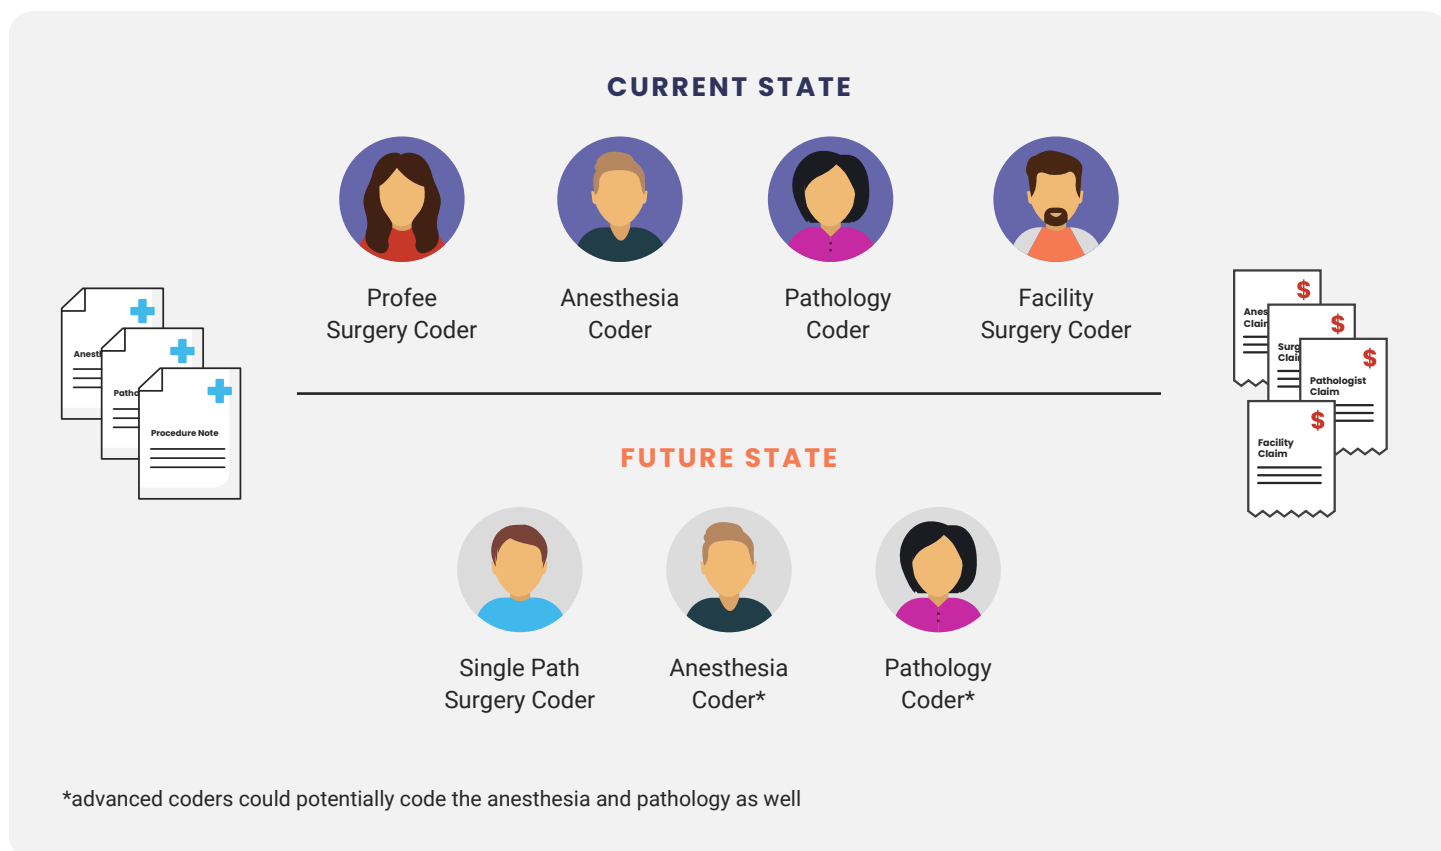 CURRENT STATE
Profee
Surgery Coder
Anesthesia
Coder
Pathology
Coder
Facility
Surgery Coder
Procedure Note
Claim
Pathologist
Claim
Facility
Claim
$
$
$
$
FUTURE STATE
Single Path
Surgery Coder
Anesthesia
Coder*
Pathology
Coder*
*advanced coders could potentially code the anesthesia and pathology as well